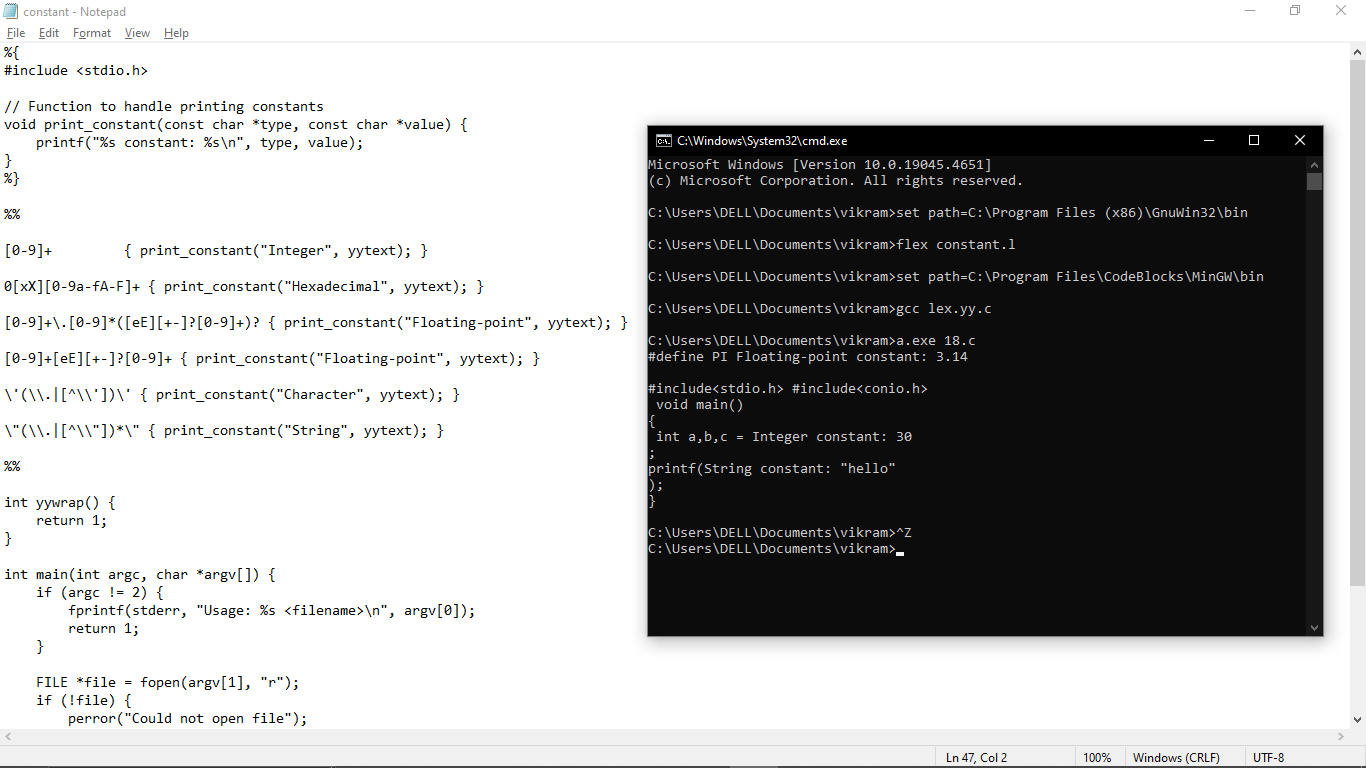 constant - Notepad
File Edit Format View Help
%{
#include <stdio.h>
// Function to handle printing constants
void print_constant(const char *type, const char *value) {
    printf("%s constant: %s\n", type, value);
}
%}
%%
[0-9]+         { print_constant("Integer", yytext); }
0[xX][0-9a-fA-F]+ { print_constant("Hexadecimal", yytext); }
[0-9]+\.[0-9]*([eE][+-]?[0-9]+)? { print_constant("Floating-point", yytext); }
[0-9]+[eE][+-]?[0-9]+ { print_constant("Floating-point", yytext); }
\'(\\.|[^\\'])\' { print_constant("Character", yytext); }
\"(\\.|[^\\"])*\" { print_constant("String", yytext); }
%%
int yywrap() {
    return 1;
}
int main(int argc, char *argv[]) {
    if (argc != 2) {
        fprintf(stderr, "Usage: %s <filename>\n", argv[0]);
        return 1;
    }
    FILE *file = fopen(argv[1], "r");
    if (!file) {
        perror("Could not open file");
C:\Windows\System32\cmd.exe
Microsoft Windows [Version 10.0.19045.4651]
(c) Microsoft Corporation. All rights reserved.
C:\Users\DELL\Documents\vikram>set path=C:\Program Files (x86)\GnuWin32\bin
C:\Users\DELL\Documents\vikram>flex constant.l
C:\Users\DELL\Documents\vikram>set path=C:\Program Files\CodeBlocks\MinGW\bin
C:\Users\DELL\Documents\vikram>gcc lex.yy.c
C:\Users\DELL\Documents\vikram>a.exe 18.c
#define PI Floating-point constant: 3.14
#include<stdio.h> #include<conio.h>
 void main()
{
 int a,b,c = Integer constant: 30
;
printf(String constant: "hello"
);
}
C:\Users\DELL\Documents\vikram>^Z
C:\Users\DELL\Documents\vikram>
Ln 47, Col 2 100% Windows (CRLF) UTF-8